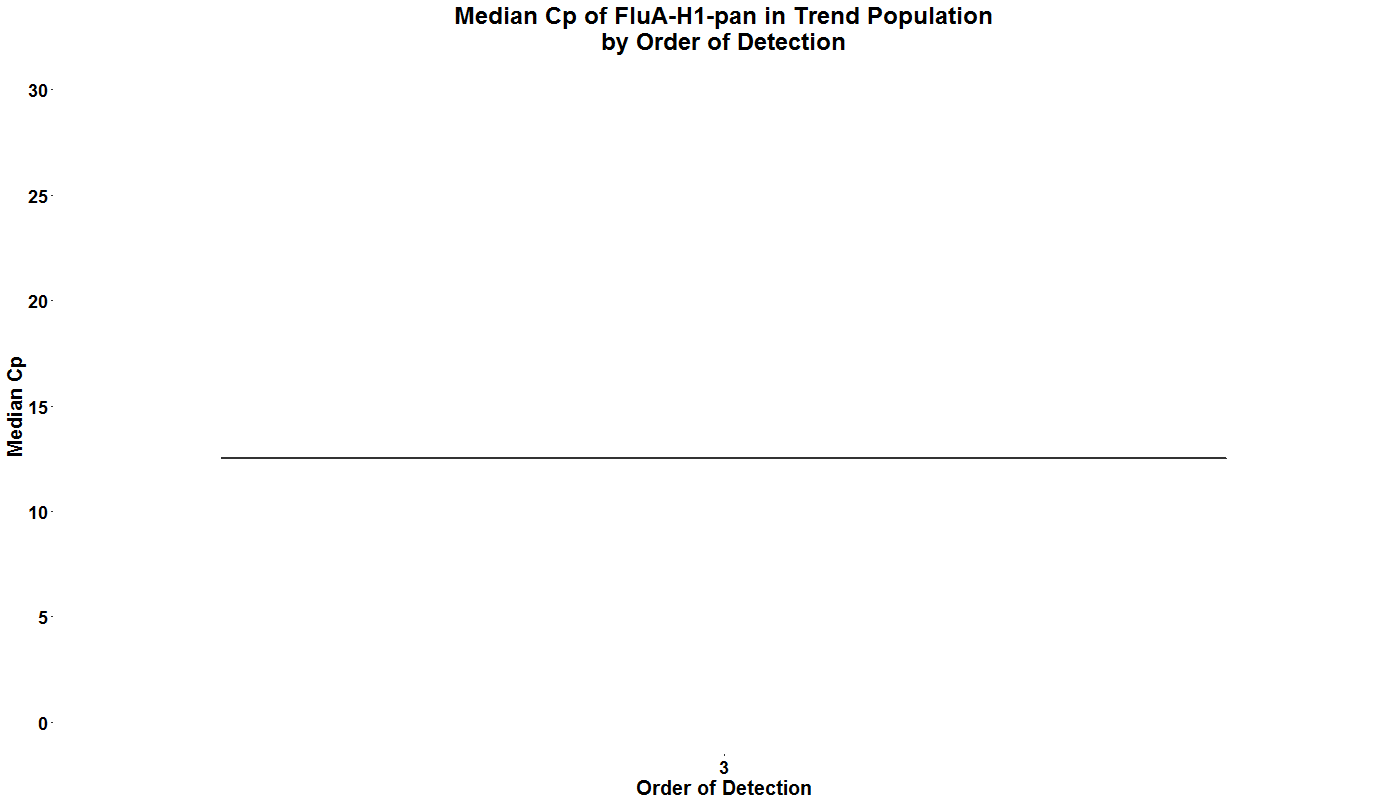 Median Cp of FluA-H1-pan in Trend Population
by Order of Detection
30
25
20
15
10
5
0
Median Cp
3
Order of Detection